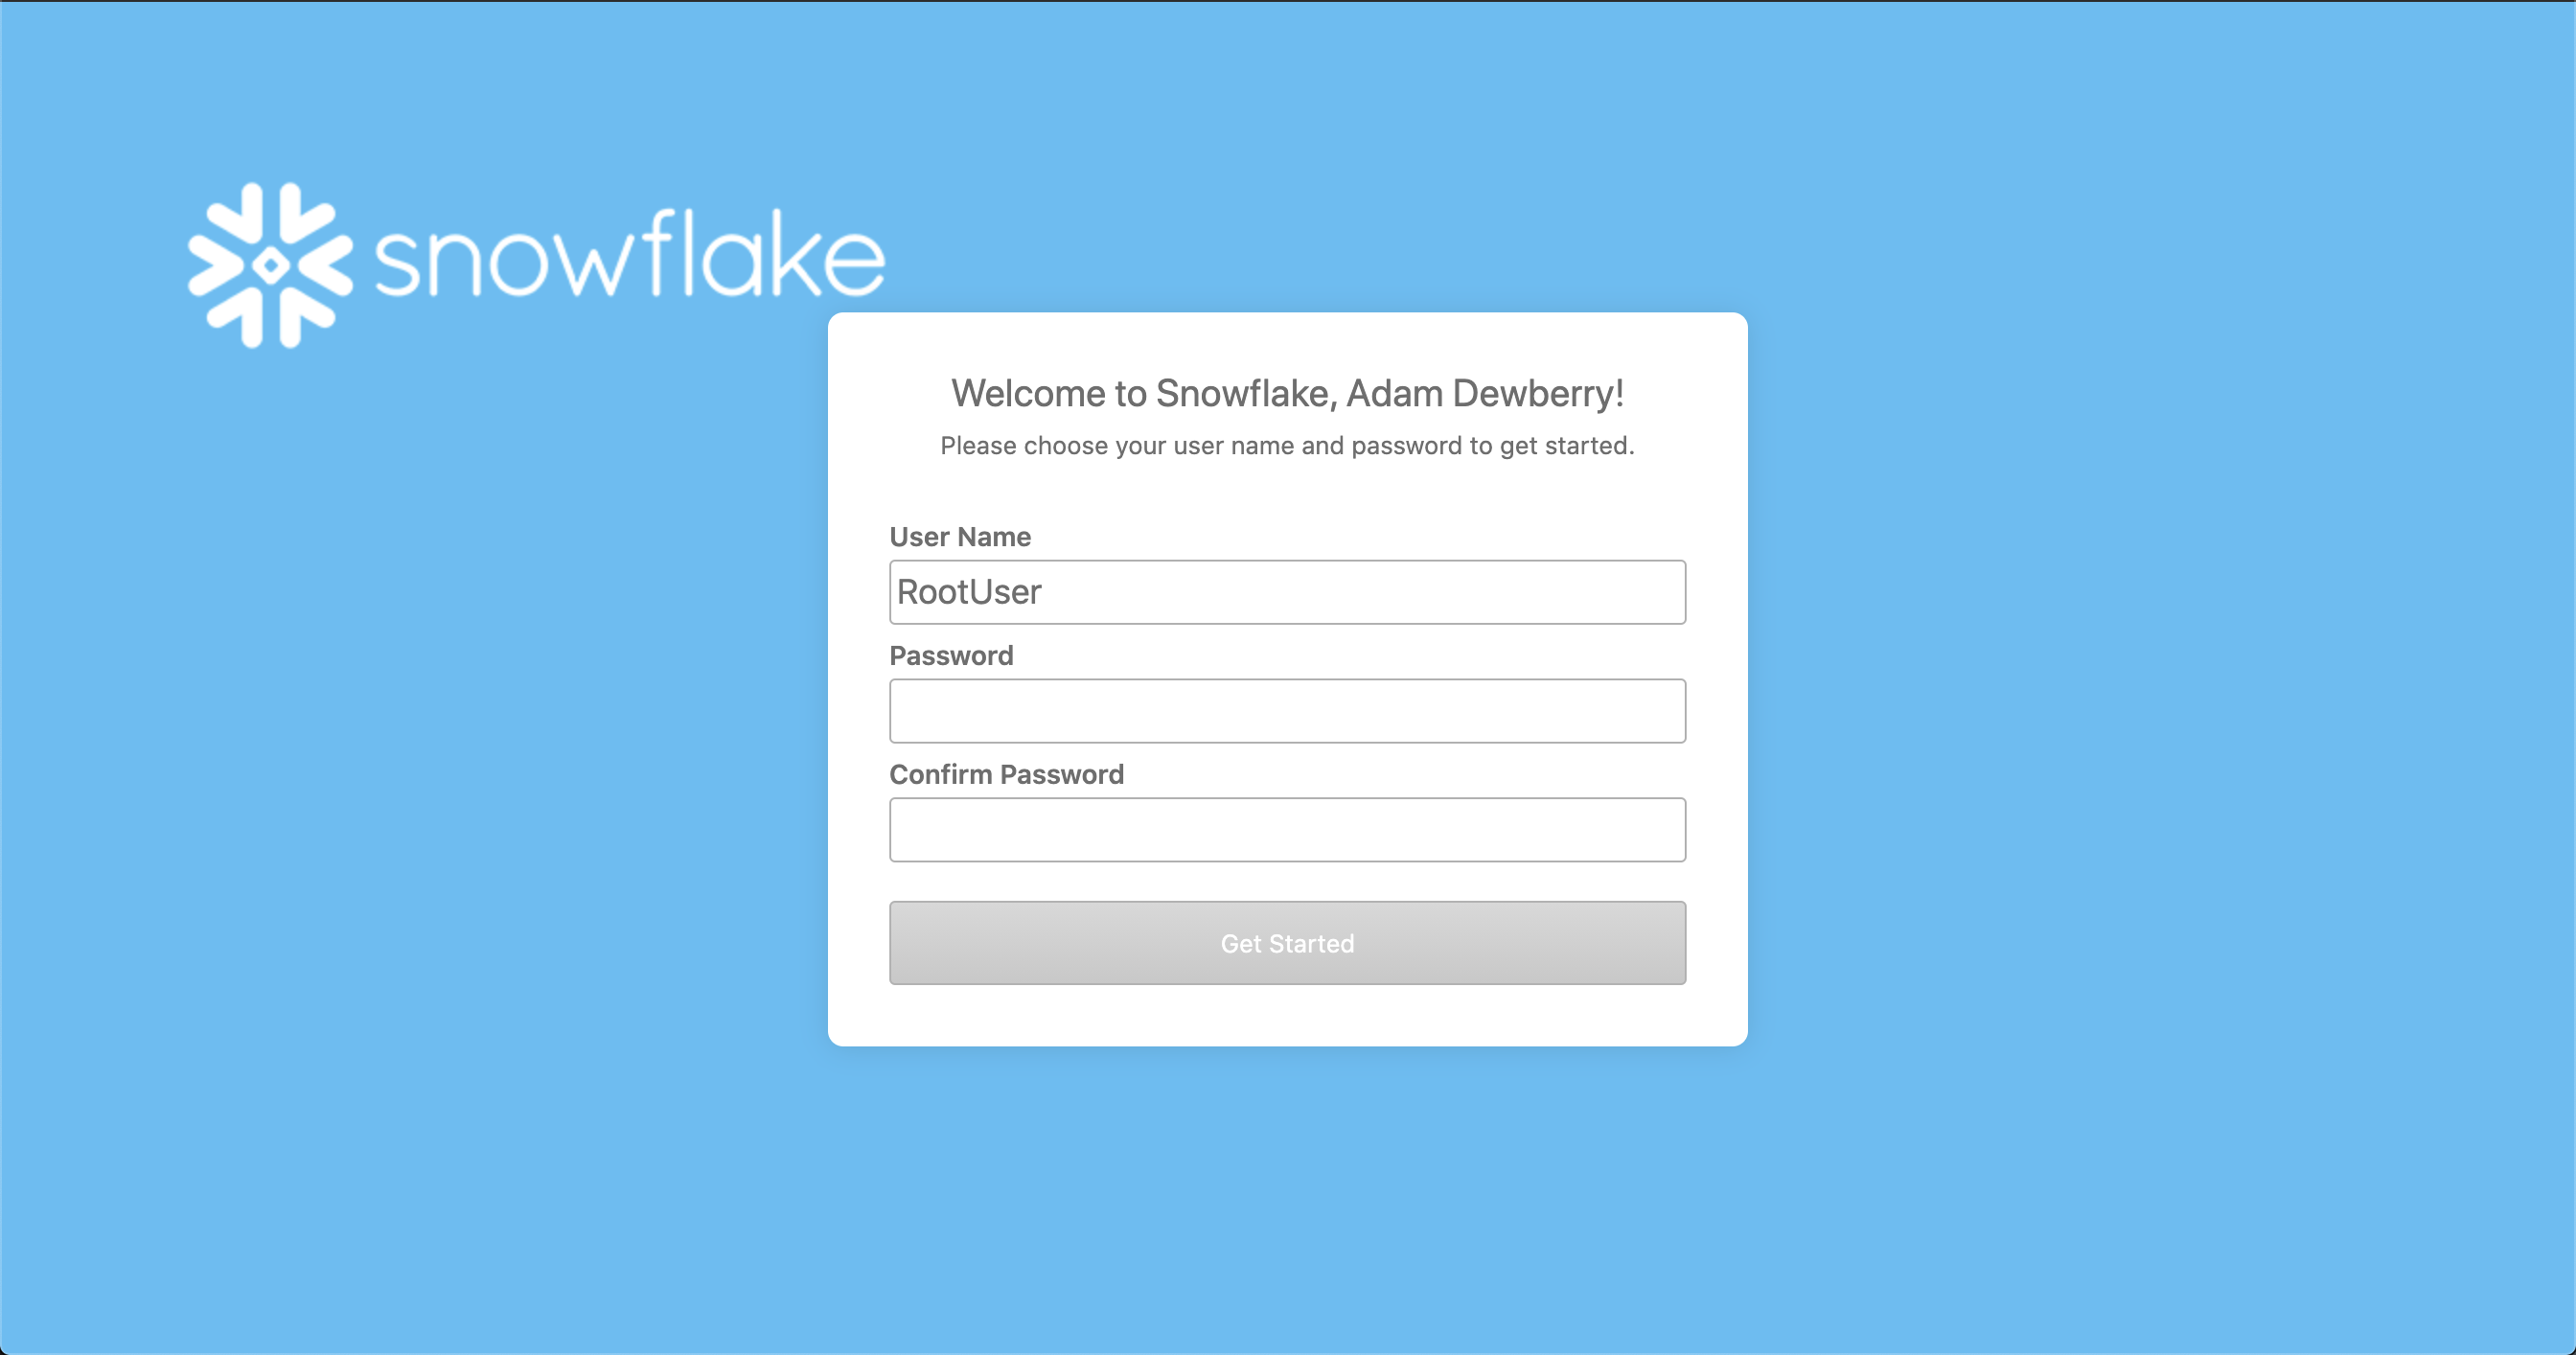 snowflake
Welcome to Snowflake, Adam Dewberry!
Please choose your user name and password to get started.
User Name
RootUser
Password
Confirm Password
Get Started